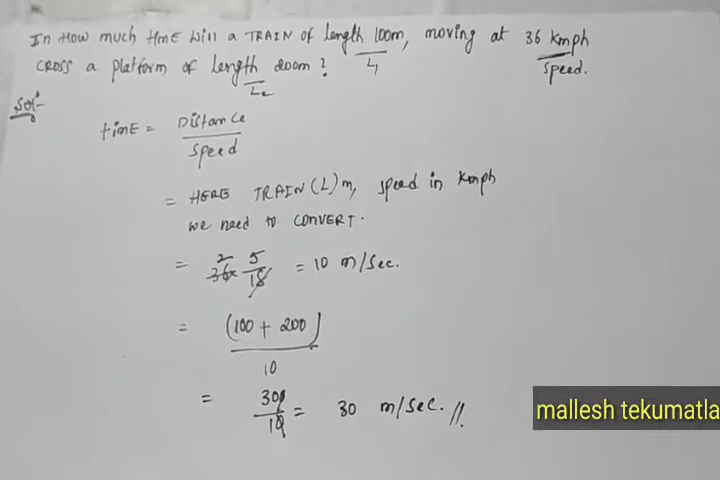 In How much time will a TRAIN of length 100m, moving at 36 kmph
L₁
speed.
cross a platform of length 200m?
L₂
Sol:-
time = Distance / Speed
= HERE TRAIN (L) m, speed in kmph
we need to CONVERT.
= 2 36 x 5/18 = 10 m/sec.
= (100 + 200) / 10
= 300/10 = 30 m/sec.//
mallesh tekumatla